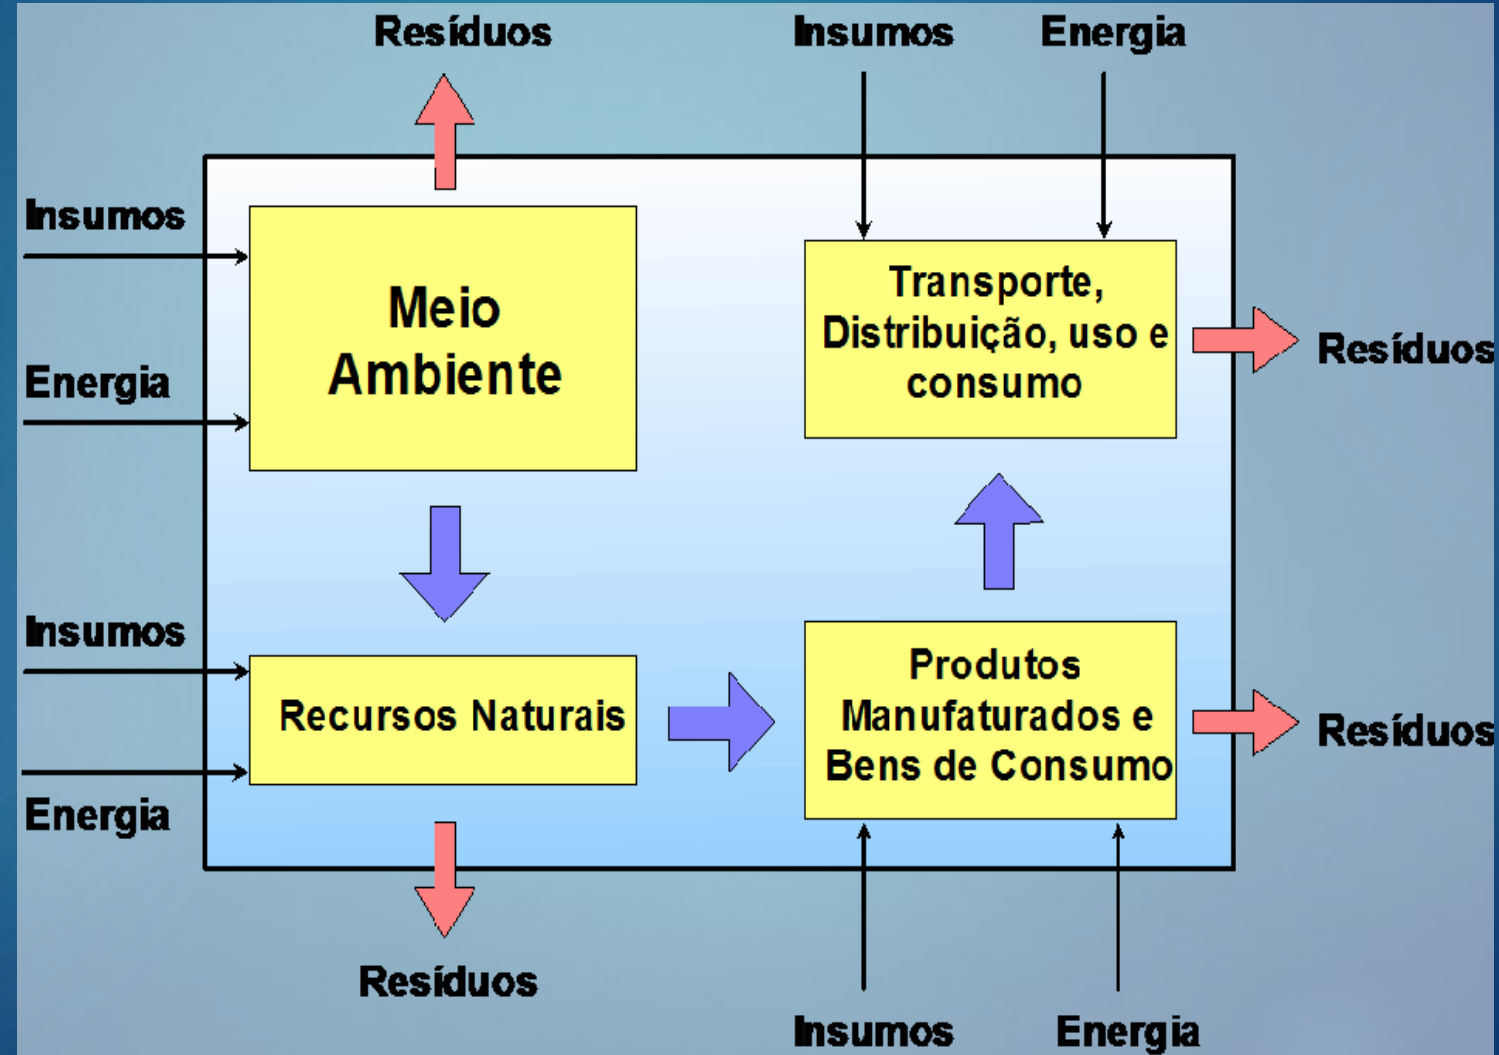 Resíduos
Insumos
Energia
Insumos
Energia
Meio
Ambiente
Transporte,
Distribuição, uso e
consumo
Resíduos
Insumos
Energia
Recursos Naturais
Produtos
Manufaturados e
Bens de Consumo
Resíduos
Resíduos
Insumos
Energia